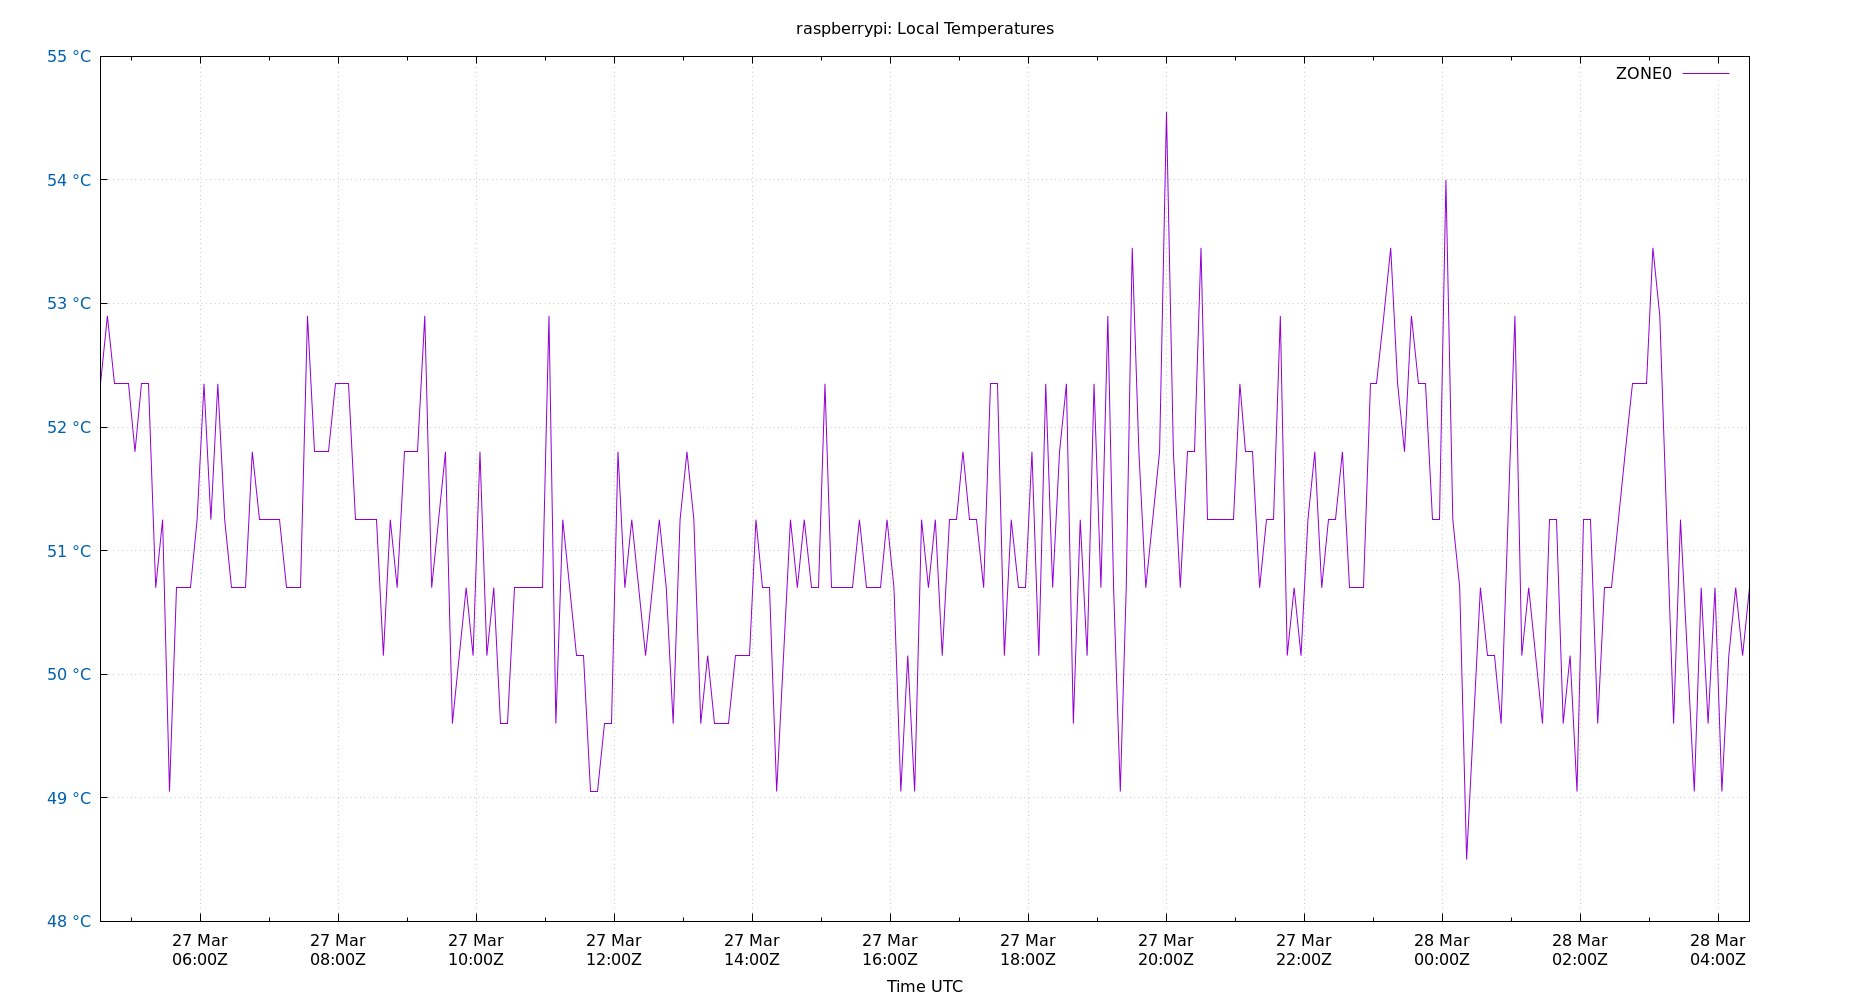 raspberrypi: Local Temperatures
55 °C
ZONE0
54 °C
53 °C
52 °C
51 °C
50 °C
49 °C
48 °C
27 Mar 27 Mar 27 Mar 27 Mar 27 Mar 27 Mar 27 Mar 27 Mar 27 Mar 28 Mar 28 Mar 28 Mar
06:00Z 08:00Z 10:00Z 12:00Z 14:00Z 16:00Z 18:00Z 20:00Z 22:00Z 00:00Z 02:00Z 04:00Z
Time UTC